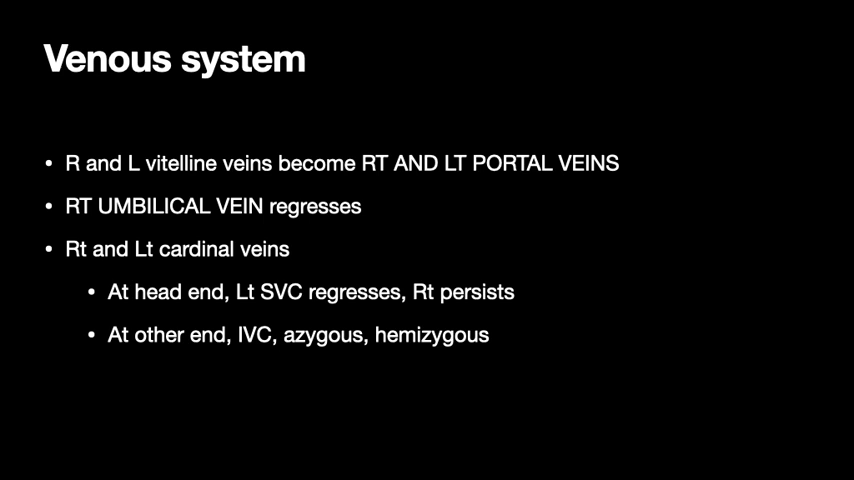 Venous system
• R and L vitelline veins become RT AND LT PORTAL VEINS
• RT UMBILICAL VEIN regresses
• Rt and Lt cardinal veins
• At head end, Lt SVC regresses, Rt persists
• At other end, IVC, azygous, hemizygous